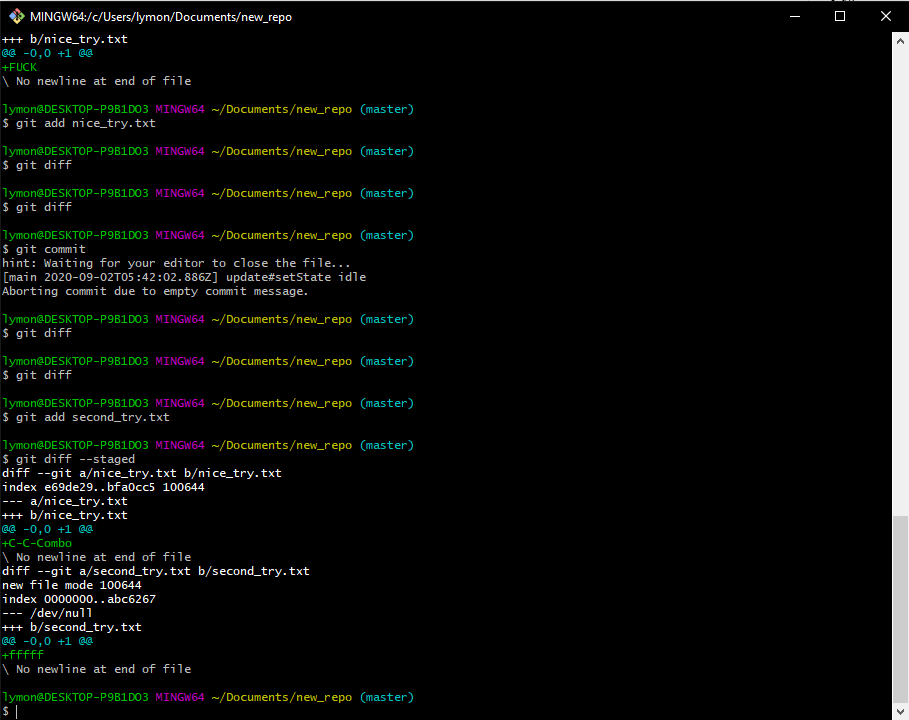 MINGW64:/c/Users/lymon/Documents/new_repo
+++ b/nice_try.txt
@@ -0,0 +1 @@
+FUCK
\ No newline at end of file
lymon@DESKTOP-P9B1DO3 MINGW64 ~/Documents/new_repo (master)
$ git add nice_try.txt
lymon@DESKTOP-P9B1DO3 MINGW64 ~/Documents/new_repo (master)
$ git diff
lymon@DESKTOP-P9B1DO3 MINGW64 ~/Documents/new_repo (master)
$ git diff
lymon@DESKTOP-P9B1DO3 MINGW64 ~/Documents/new_repo (master)
$ git commit
hint: Waiting for your editor to close the file...
[main 2020-09-02T05:42:02.886Z] update#setState idle
Aborting commit due to empty commit message.
lymon@DESKTOP-P9B1DO3 MINGW64 ~/Documents/new_repo (master)
$ git diff
lymon@DESKTOP-P9B1DO3 MINGW64 ~/Documents/new_repo (master)
$ git diff
lymon@DESKTOP-P9B1DO3 MINGW64 ~/Documents/new_repo (master)
$ git add second_try.txt
lymon@DESKTOP-P9B1DO3 MINGW64 ~/Documents/new_repo (master)
$ git diff --staged
diff --git a/nice_try.txt b/nice_try.txt
index e69de29..bfa0cc5 100644
--- a/nice_try.txt
+++ b/nice_try.txt
@@ -0,0 +1 @@
+C-C-Combo
\ No newline at end of file
diff --git a/second_try.txt b/second_try.txt
new file mode 100644
index 0000000..abc6267
--- /dev/null
+++ b/second_try.txt
@@ -0,0 +1 @@
+fffff
\ No newline at end of file
lymon@DESKTOP-P9B1DO3 MINGW64 ~/Documents/new_repo (master)
$